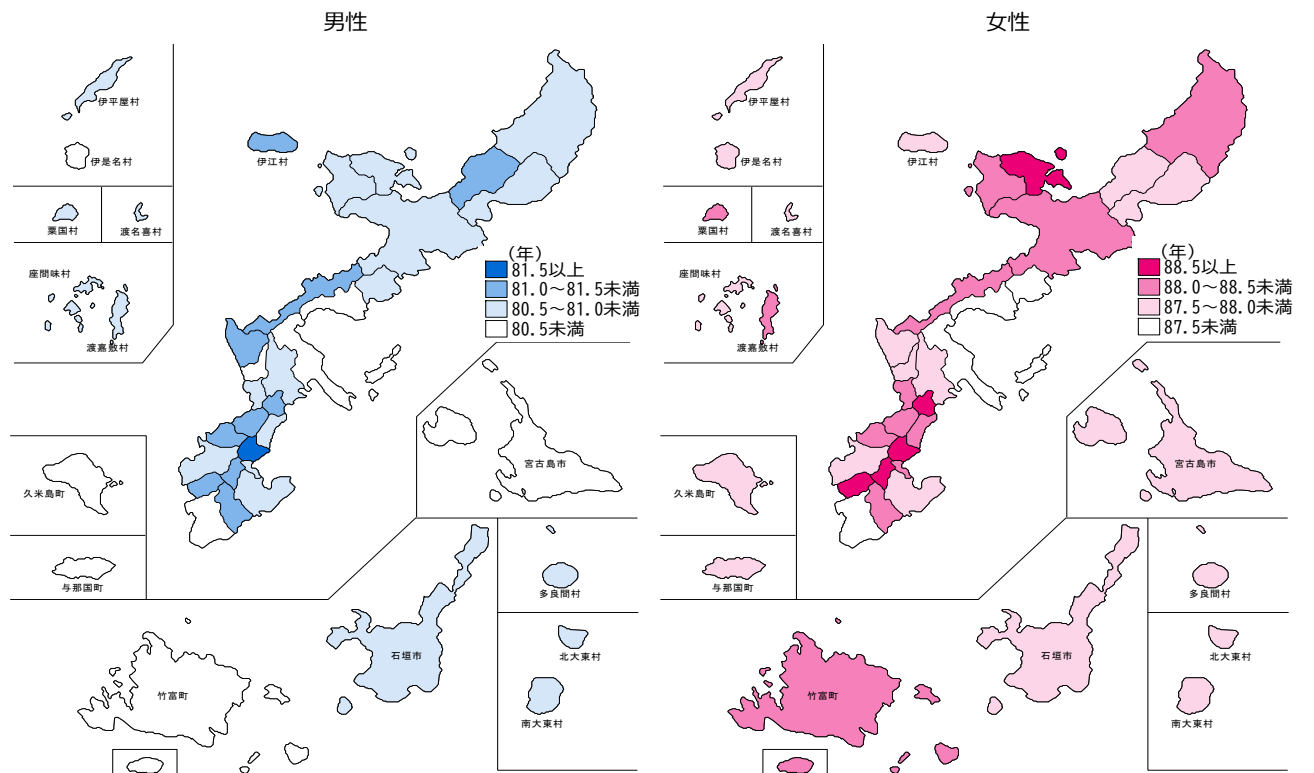 男性
伊平屋村
伊是名村
粟国村
渡名喜村
座間味村
渡嘉敷村
伊江村
(年)
81.5以上
81.0～81.5未満
80.5～81.0未満
80.5未満
久米島町
与那国町
宮古島市
多良間村
石垣市
北大東村
南大東村
竹富町
女性
伊平屋村
伊是名村
粟国村
渡名喜村
座間味村
渡嘉敷村
伊江村
(年)
88.5以上
88.0～88.5未満
87.5～88.0未満
87.5未満
久米島町
与那国町
宮古島市
多良間村
石垣市
北大東村
南大東村
竹富町